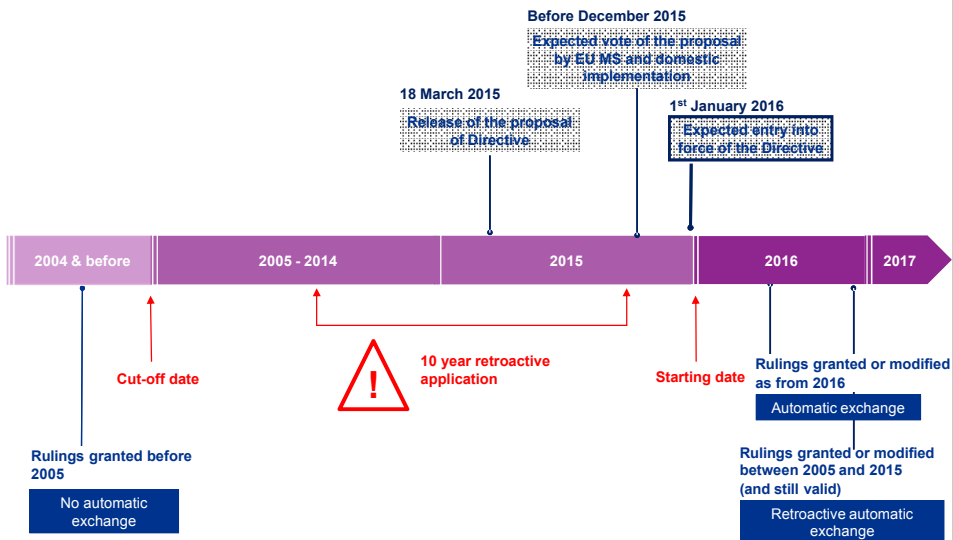 Before December 2015
Expected vote of the proposal
by EU MS and domestic
implementation
18 March 2015
Release of the proposal
of Directive
1st January 2016
Expected entry into
force of the Directive
2004 & before
2005 - 2014
2015
2016
2017
Cut-off date
!
10 year retroactive
application
Starting date
Rulings granted or modified
as from 2016
Automatic exchange
Rulings granted before
2005
No automatic
exchange
Rulings granted or modified
between 2005 and 2015
(and still valid)
Retroactive automatic
exchange